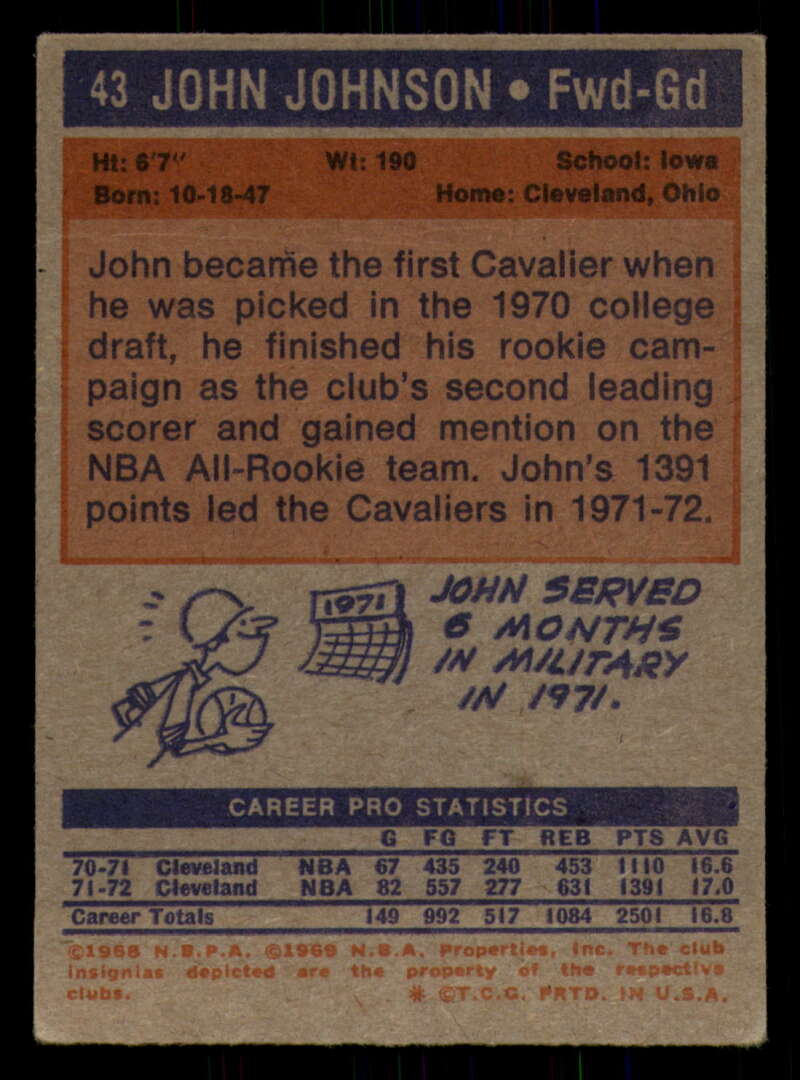 43 JOHN JOHNSON • Fwd-Gd
Ht: 6'7" Wt: 190 School: Iowa
Born: 10-18-47 Home: Cleveland, Ohio
John became the first Cavalier when
he was picked in the 1970 college
draft, he finished his rookie cam-
paign as the club's second leading
scorer and gained mention on the
NBA All-Rookie team. John's 1391
points led the Cavaliers in 1971-72.
1971
JOHN SERVED
6 MONTHS
IN MILITARY
IN 1971.
CAREER PRO STATISTICS
G FG FT REB PTS AVG
70-71 Cleveland NBA 67 435 240 453 1110 16.6
71-72 Cleveland NBA 82 557 277 631 1391 17.0
Career Totals 149 992 517 1084 2501 16.8
©1968 N.B.P.A. ©1969 N.B.A. Properties, Inc. The club
insignias depicted are the property of the respective
clubs. * ©T.C.G. PRTD. IN U.S.A.